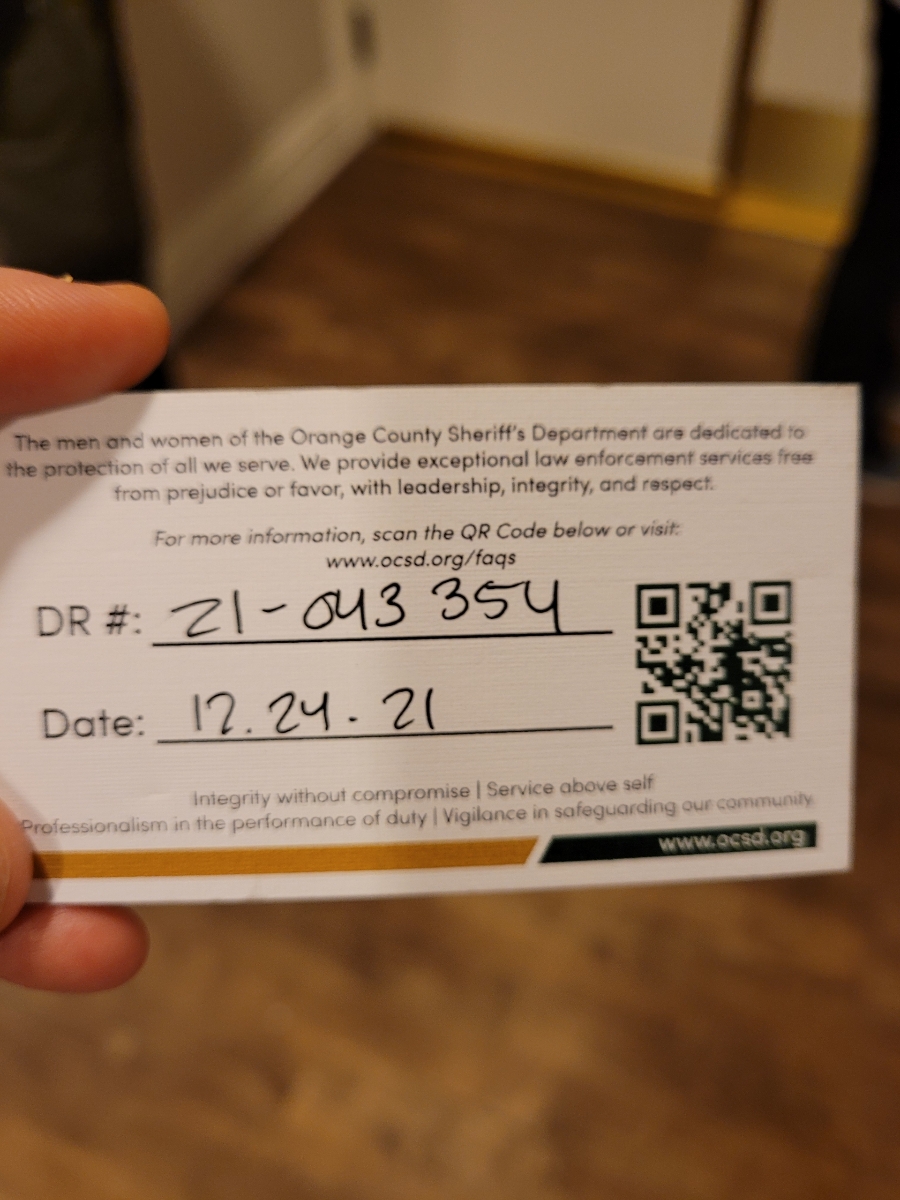 The men and women of the Orange County Sheriff's Department are dedicated to
the protection of all we serve. We provide exceptional law enforcement services free
from prejudice or favor, with leadership, integrity, and respect.
For more information, scan the QR Code below or visit:
www.ocsd.org/faqs
DR #: 21-043 354
Date: 12.24.21
Integrity without compromise | Service above self
Professionalism in the performance of duty | Vigilance in safeguarding our community
www.ocsd.org